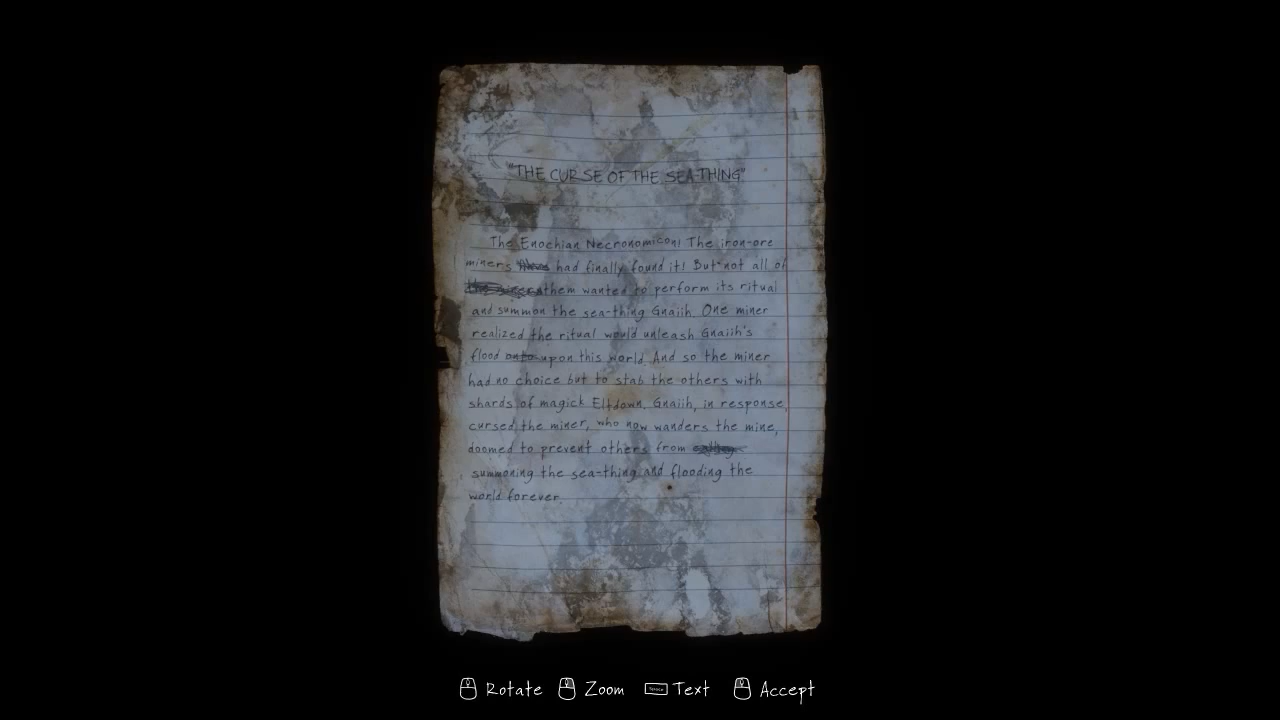 "THE CURSE OF THE SEA-THING"
The Enochian Necronomicon! The iron-ore
miners had finally found it! But not all of
them wanted to perform its ritual
and summon the sea-thing Gnaiih. One miner
realized the ritual would unleash Gnaiih's
flood onto upon this world. And so the miner
had no choice but to stab the others with
shards of magick Eltdown. Gnaiih, in response,
cursed the miner, who now wanders the mine,
doomed to prevent others from
summoning the sea-thing and flooding the
world forever.
Rotate Zoom Text Accept